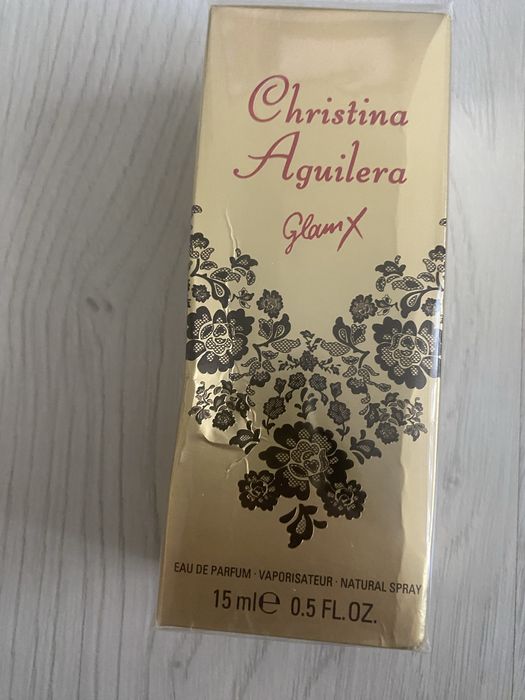 Christina
Aguilera
Glam X
EAU DE PARFUM · VAPORISATEUR · NATURAL SPRAY
15 ml℮ 0.5 FL.OZ.